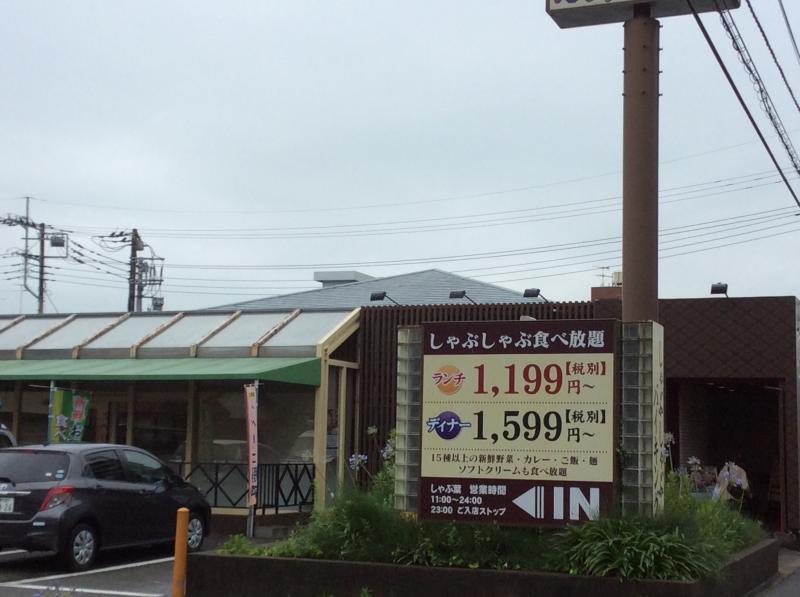 しゃぶしゃぶ食べ放題
ランチ 1,199【税別】円~
ディナー 1,599【税別】円~
15種以上の新鮮野菜・カレー・ご飯・麺
ソフトクリームも食べ放題
しゃぶ葉 営業時間
11:00~24:00
23:00 ご入店ストップ
IN